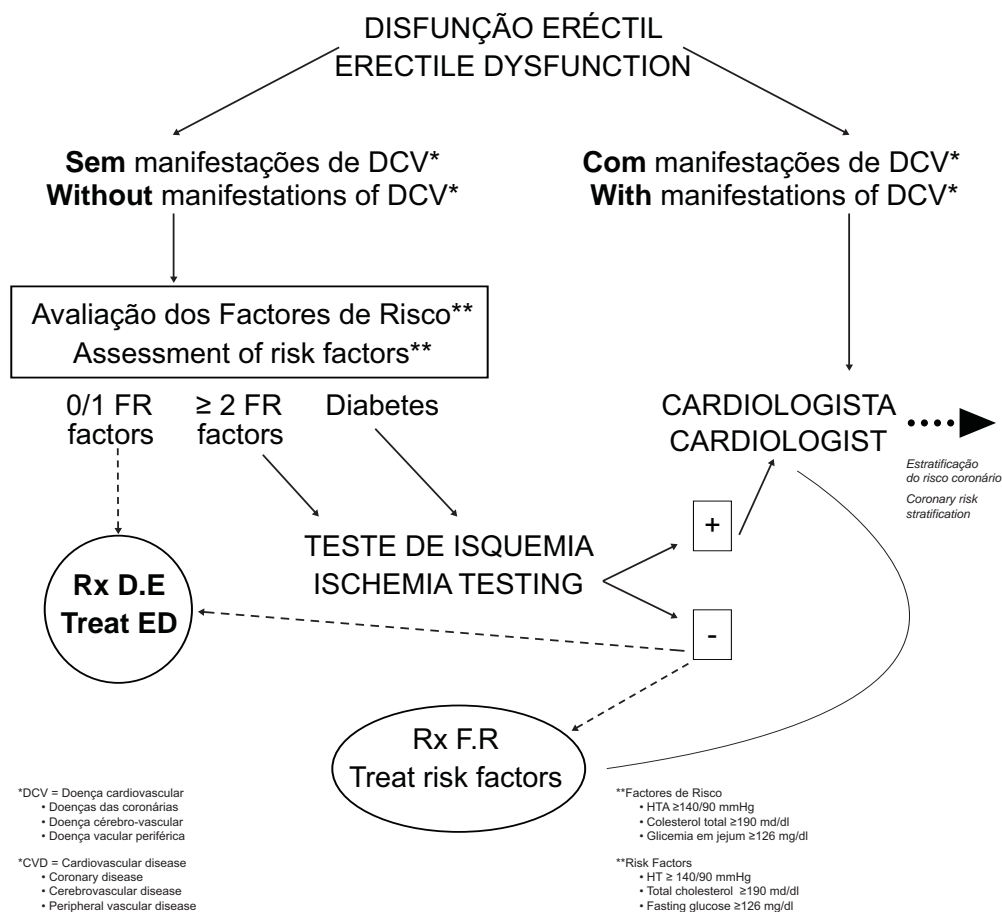 DISFUNÇÃO ERÉCTIL
ERECTILE DYSFUNCTION
Sem manifestações de DCV*
Without manifestations of DCV*
Com manifestações de DCV*
With manifestations of DCV*
Avaliação dos Factores de Risco**
Assessment of risk factors**
0/1 FR
factors
≥ 2 FR
factors
Diabetes
CARDIOLOGISTA
CARDIOLOGIST
Estratificação
do risco coronário
Coronary risk
stratification
TESTE DE ISQUEMIA
ISCHEMIA TESTING
+
-
Rx D.E
Treat ED
Rx F.R
Treat risk factors
*DCV = Doença cardiovascular
• Doenças das coronárias
• Doença cérebro-vascular
• Doença vacular periférica
*CVD = Cardiovascular disease
• Coronary disease
• Cerebrovascular disease
• Peripheral vascular disease
**Factores de Risco
• HTA ≥140/90 mmHg
• Colesterol total ≥190 md/dl
• Glicemia em jejum ≥126 mg/dl
**Risk Factors
• HT ≥ 140/90 mmHg
• Total cholesterol ≥190 md/dl
• Fasting glucose ≥126 mg/dl